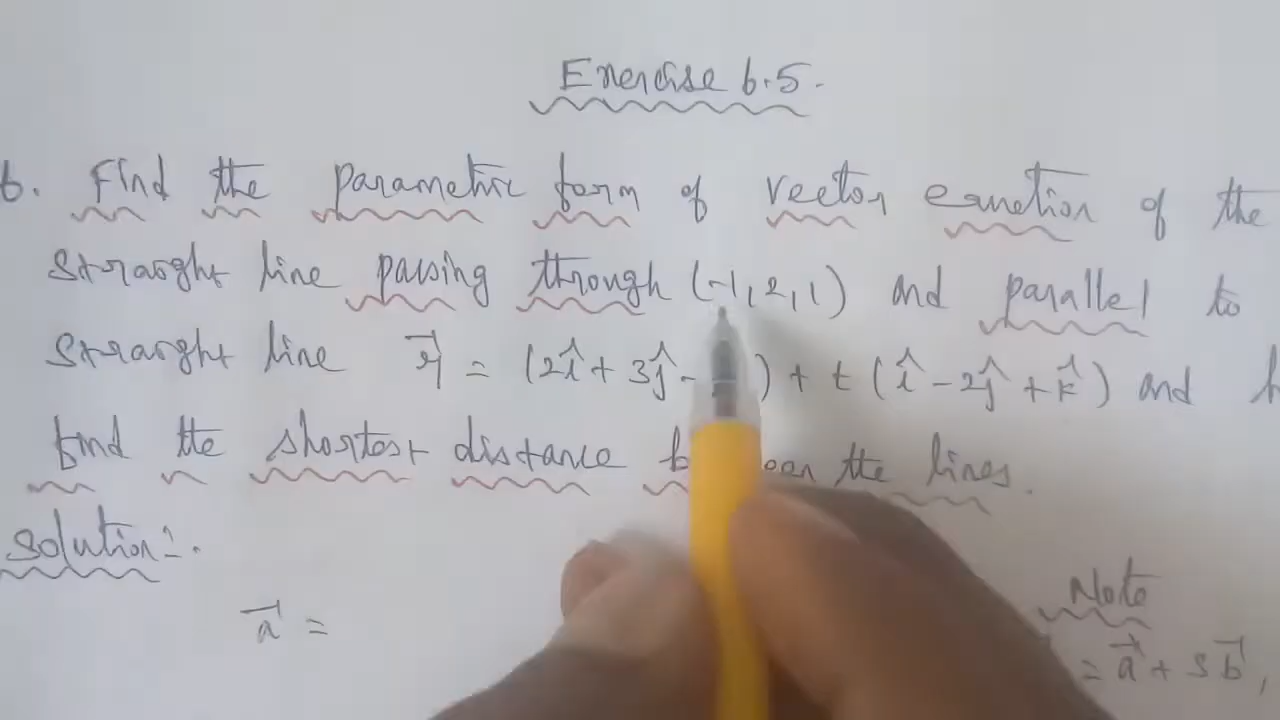 Exercise 6.5.
6. Find the parametric form of vector equation of the
straight line passing through (-1,2,1) and parallel to
straight line r⃗ = (2î + 3ĵ - ) + t (î - 2ĵ + k̂) and
find the shortest distance the lines.
Solution:-
a⃗ =
Note
= a⃗ + s b⃗,